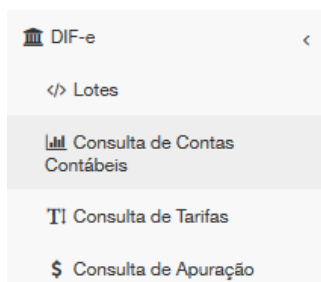 DIF-e
</> Lotes
Consulta de Contas
Contábeis
Consulta de Tarifas
$ Consulta de Apuração